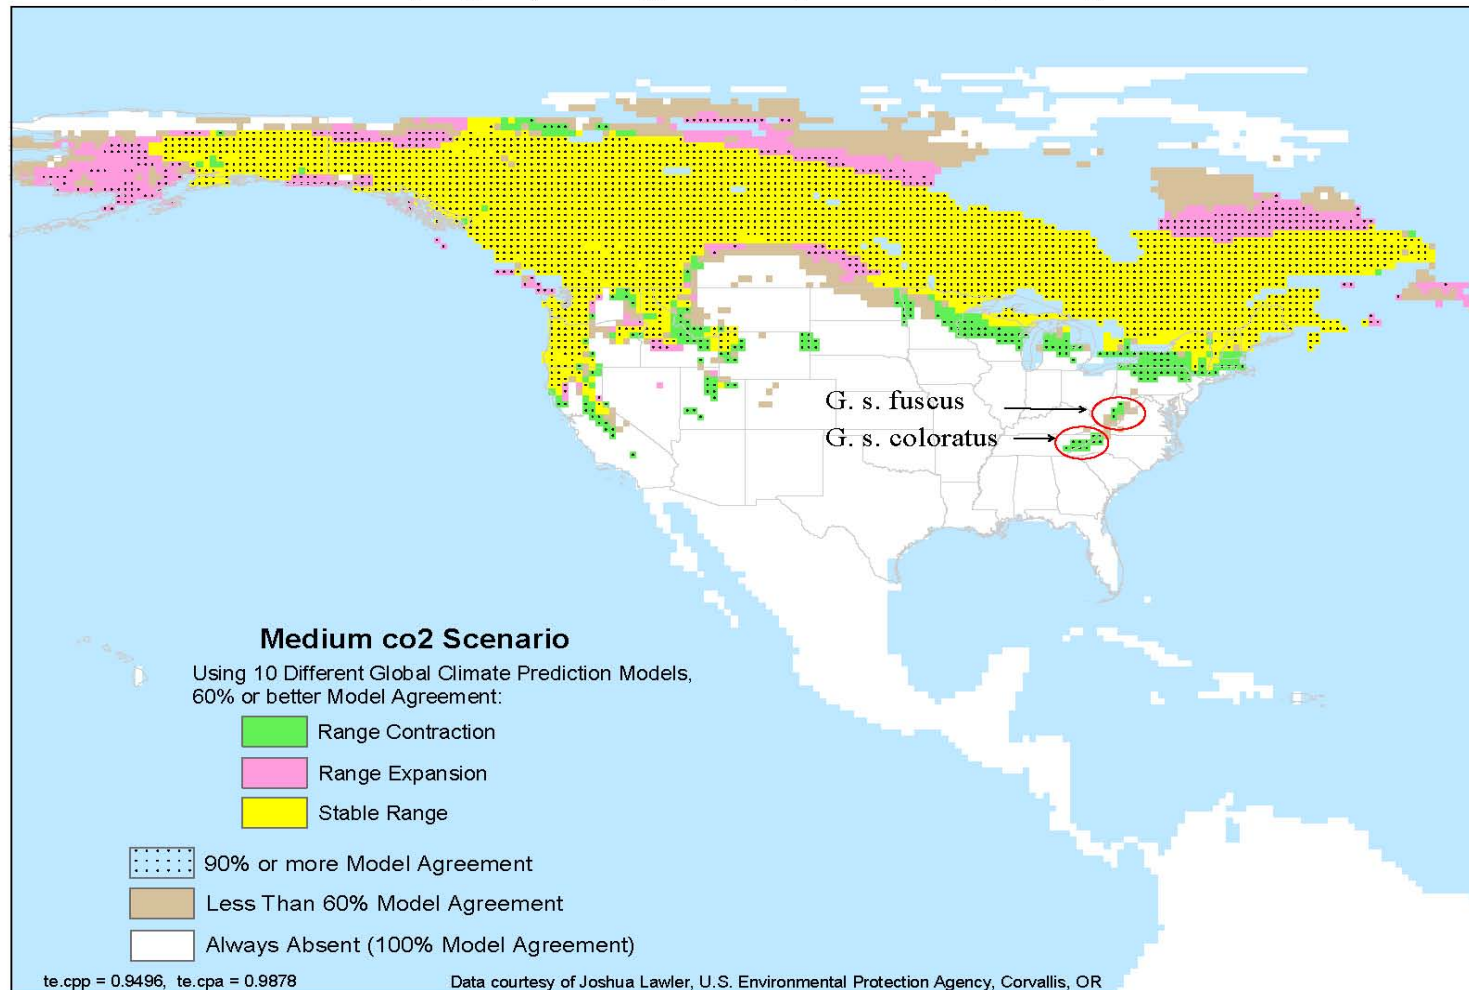 G. s. fuscus
G. s. coloratus
Medium co2 Scenario
Using 10 Different Global Climate Prediction Models,
60% or better Model Agreement:
Range Contraction
Range Expansion
Stable Range
90% or more Model Agreement
Less Than 60% Model Agreement
Always Absent (100% Model Agreement)
te.cpp = 0.9496, te.cpa = 0.9878
Data courtesy of Joshua Lawler, U.S. Environmental Protection Agency, Corvallis, OR